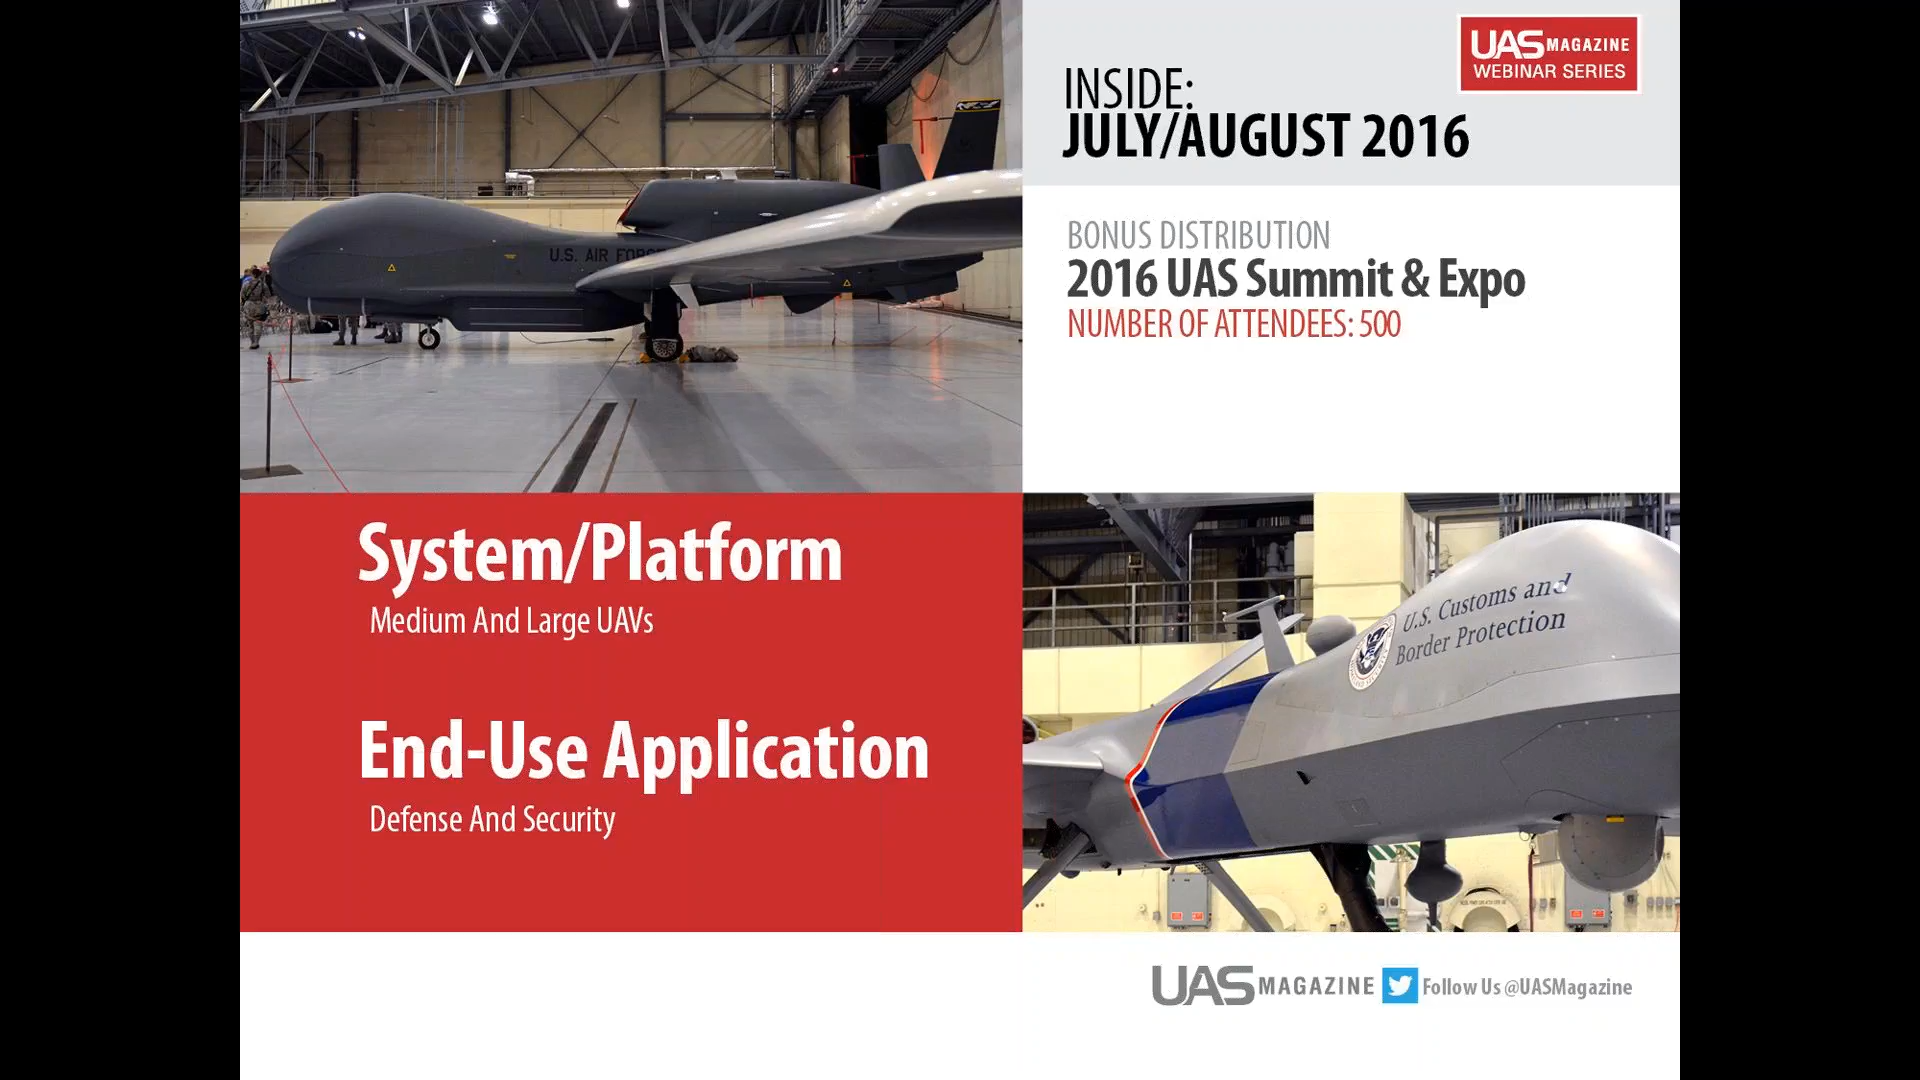 UAS MAGAZINE
WEBINAR SERIES
INSIDE:
JULY/AUGUST 2016
BONUS DISTRIBUTION
2016 UAS Summit & Expo
NUMBER OF ATTENDEES: 500
U.S. AIR FORCE
System/Platform
Medium And Large UAVs
End-Use Application
Defense And Security
U.S. Customs and
Border Protection
UAS MAGAZINE Follow Us @UASMagazine